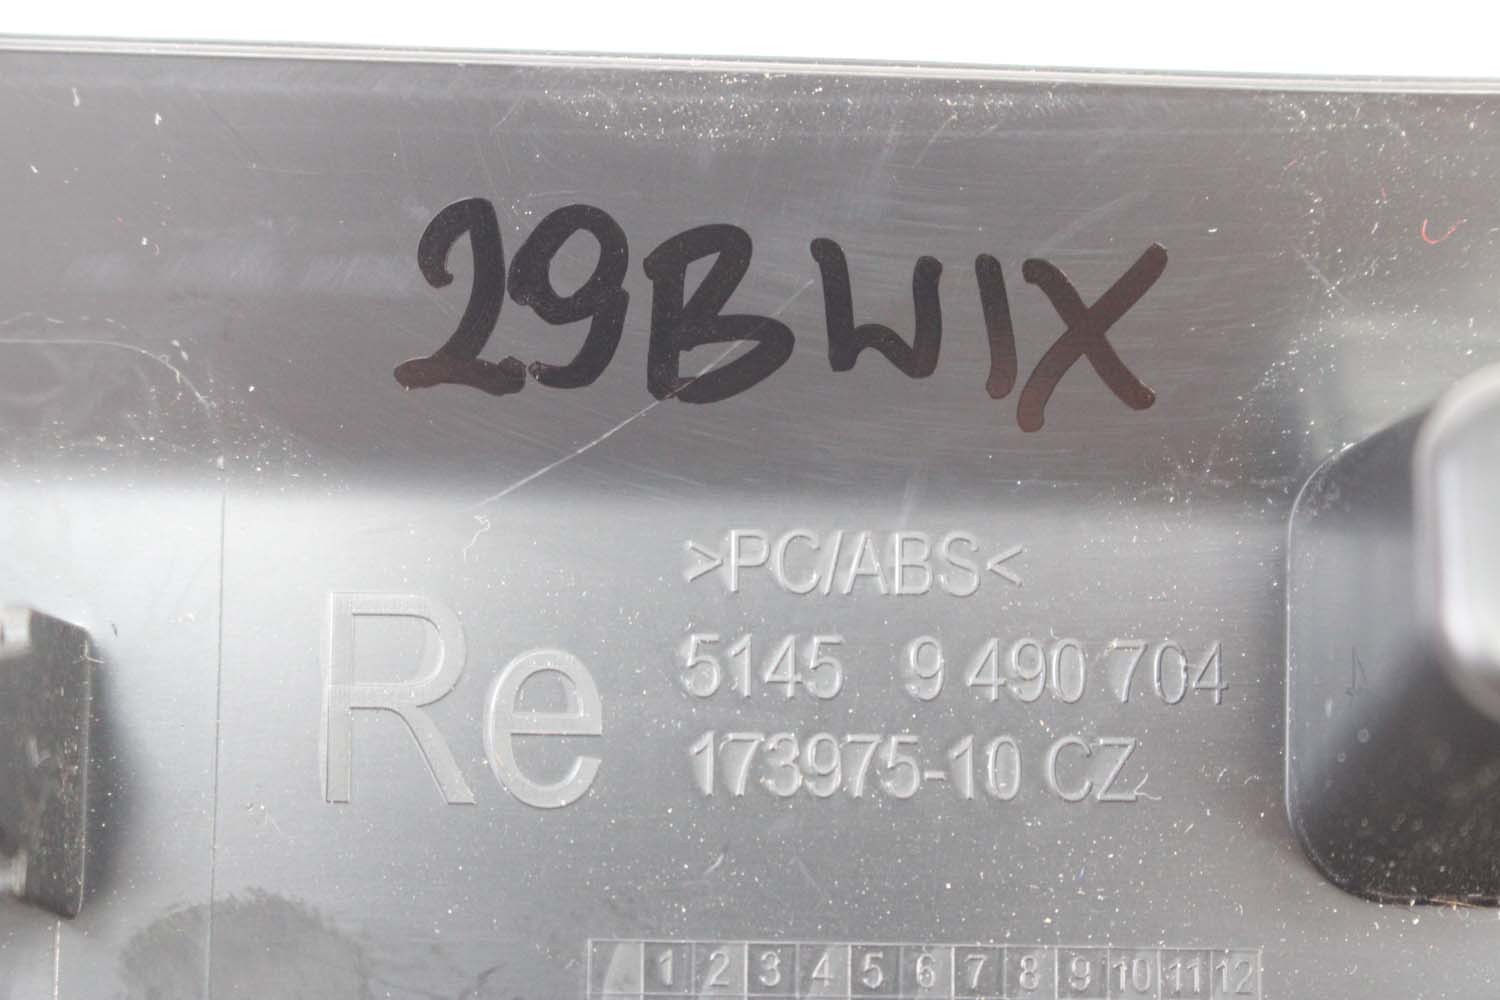 29BWIX
>PC/ABS<
Re
5145 9 490 704
173975-10 CZ
1 2 3 4 5 6 7 8 9 10 11 12